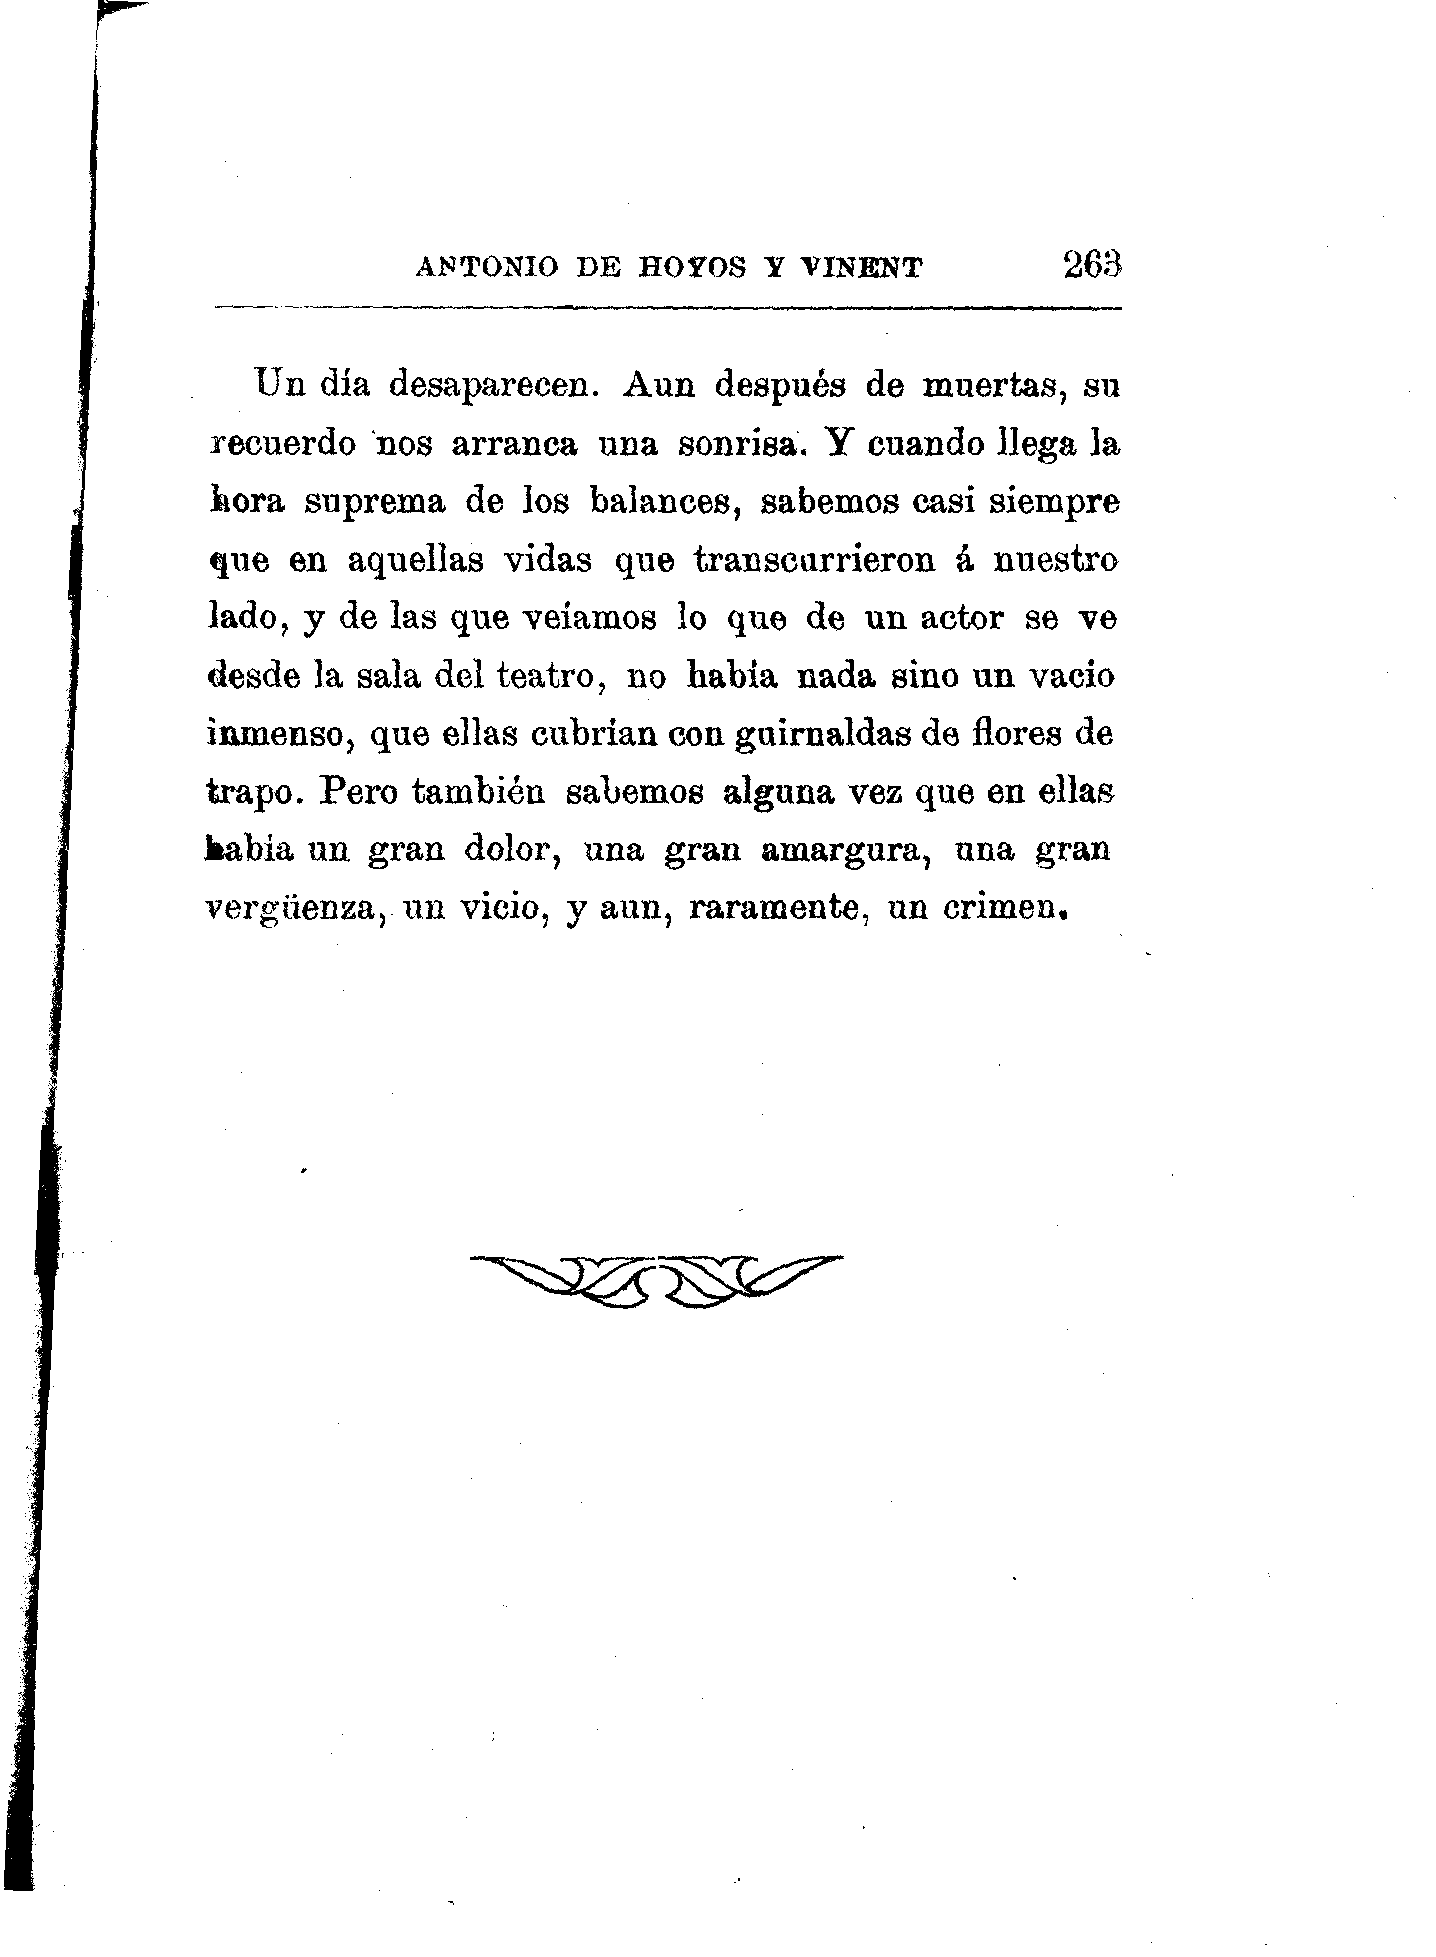 ANTONIO DE HOYOS Y VINENT 263
Un día desaparecen. Aun después de muertas, su
recuerdo nos arranca una sonrisa. Y cuando llega la
hora suprema de los balances, sabemos casi siempre
que en aquellas vidas que transcurrieron á nuestro
lado, y de las que veíamos lo que de un actor se ve
desde la sala del teatro, no había nada sino un vacio
inmenso, que ellas cubrían con guirnaldas de flores de
trapo. Pero también sabemos alguna vez que en ellas
había un gran dolor, una gran amargura, una gran
vergüenza, un vicio, y aun, raramente, un crimen.